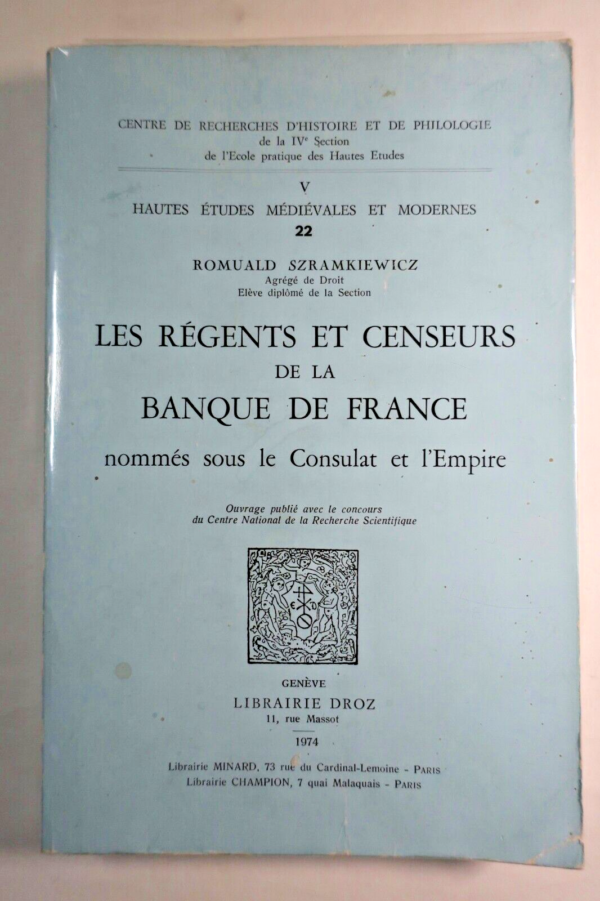 CENTRE DE RECHERCHES D'HISTOIRE ET DE PHILOLOGIE
de la IVe Section
de l'Ecole pratique des Hautes Etudes
V
HAUTES ÉTUDES MÉDIÉVALES ET MODERNES
22
ROMUALD SZRAMKIEWICZ
Agrégé de Droit
Elève diplômé de la Section
LES RÉGENTS ET CENSEURS
DE LA
BANQUE DE FRANCE
nommés sous le Consulat et l'Empire
Ouvrage publié avec le concours
du Centre National de la Recherche Scientifique
E D
GENÈVE
LIBRAIRIE DROZ
11, rue Massot
1974
Librairie MINARD, 73 rue du Cardinal-Lemoine - PARIS
Librairie CHAMPION, 7 quai Malaquais - PARIS